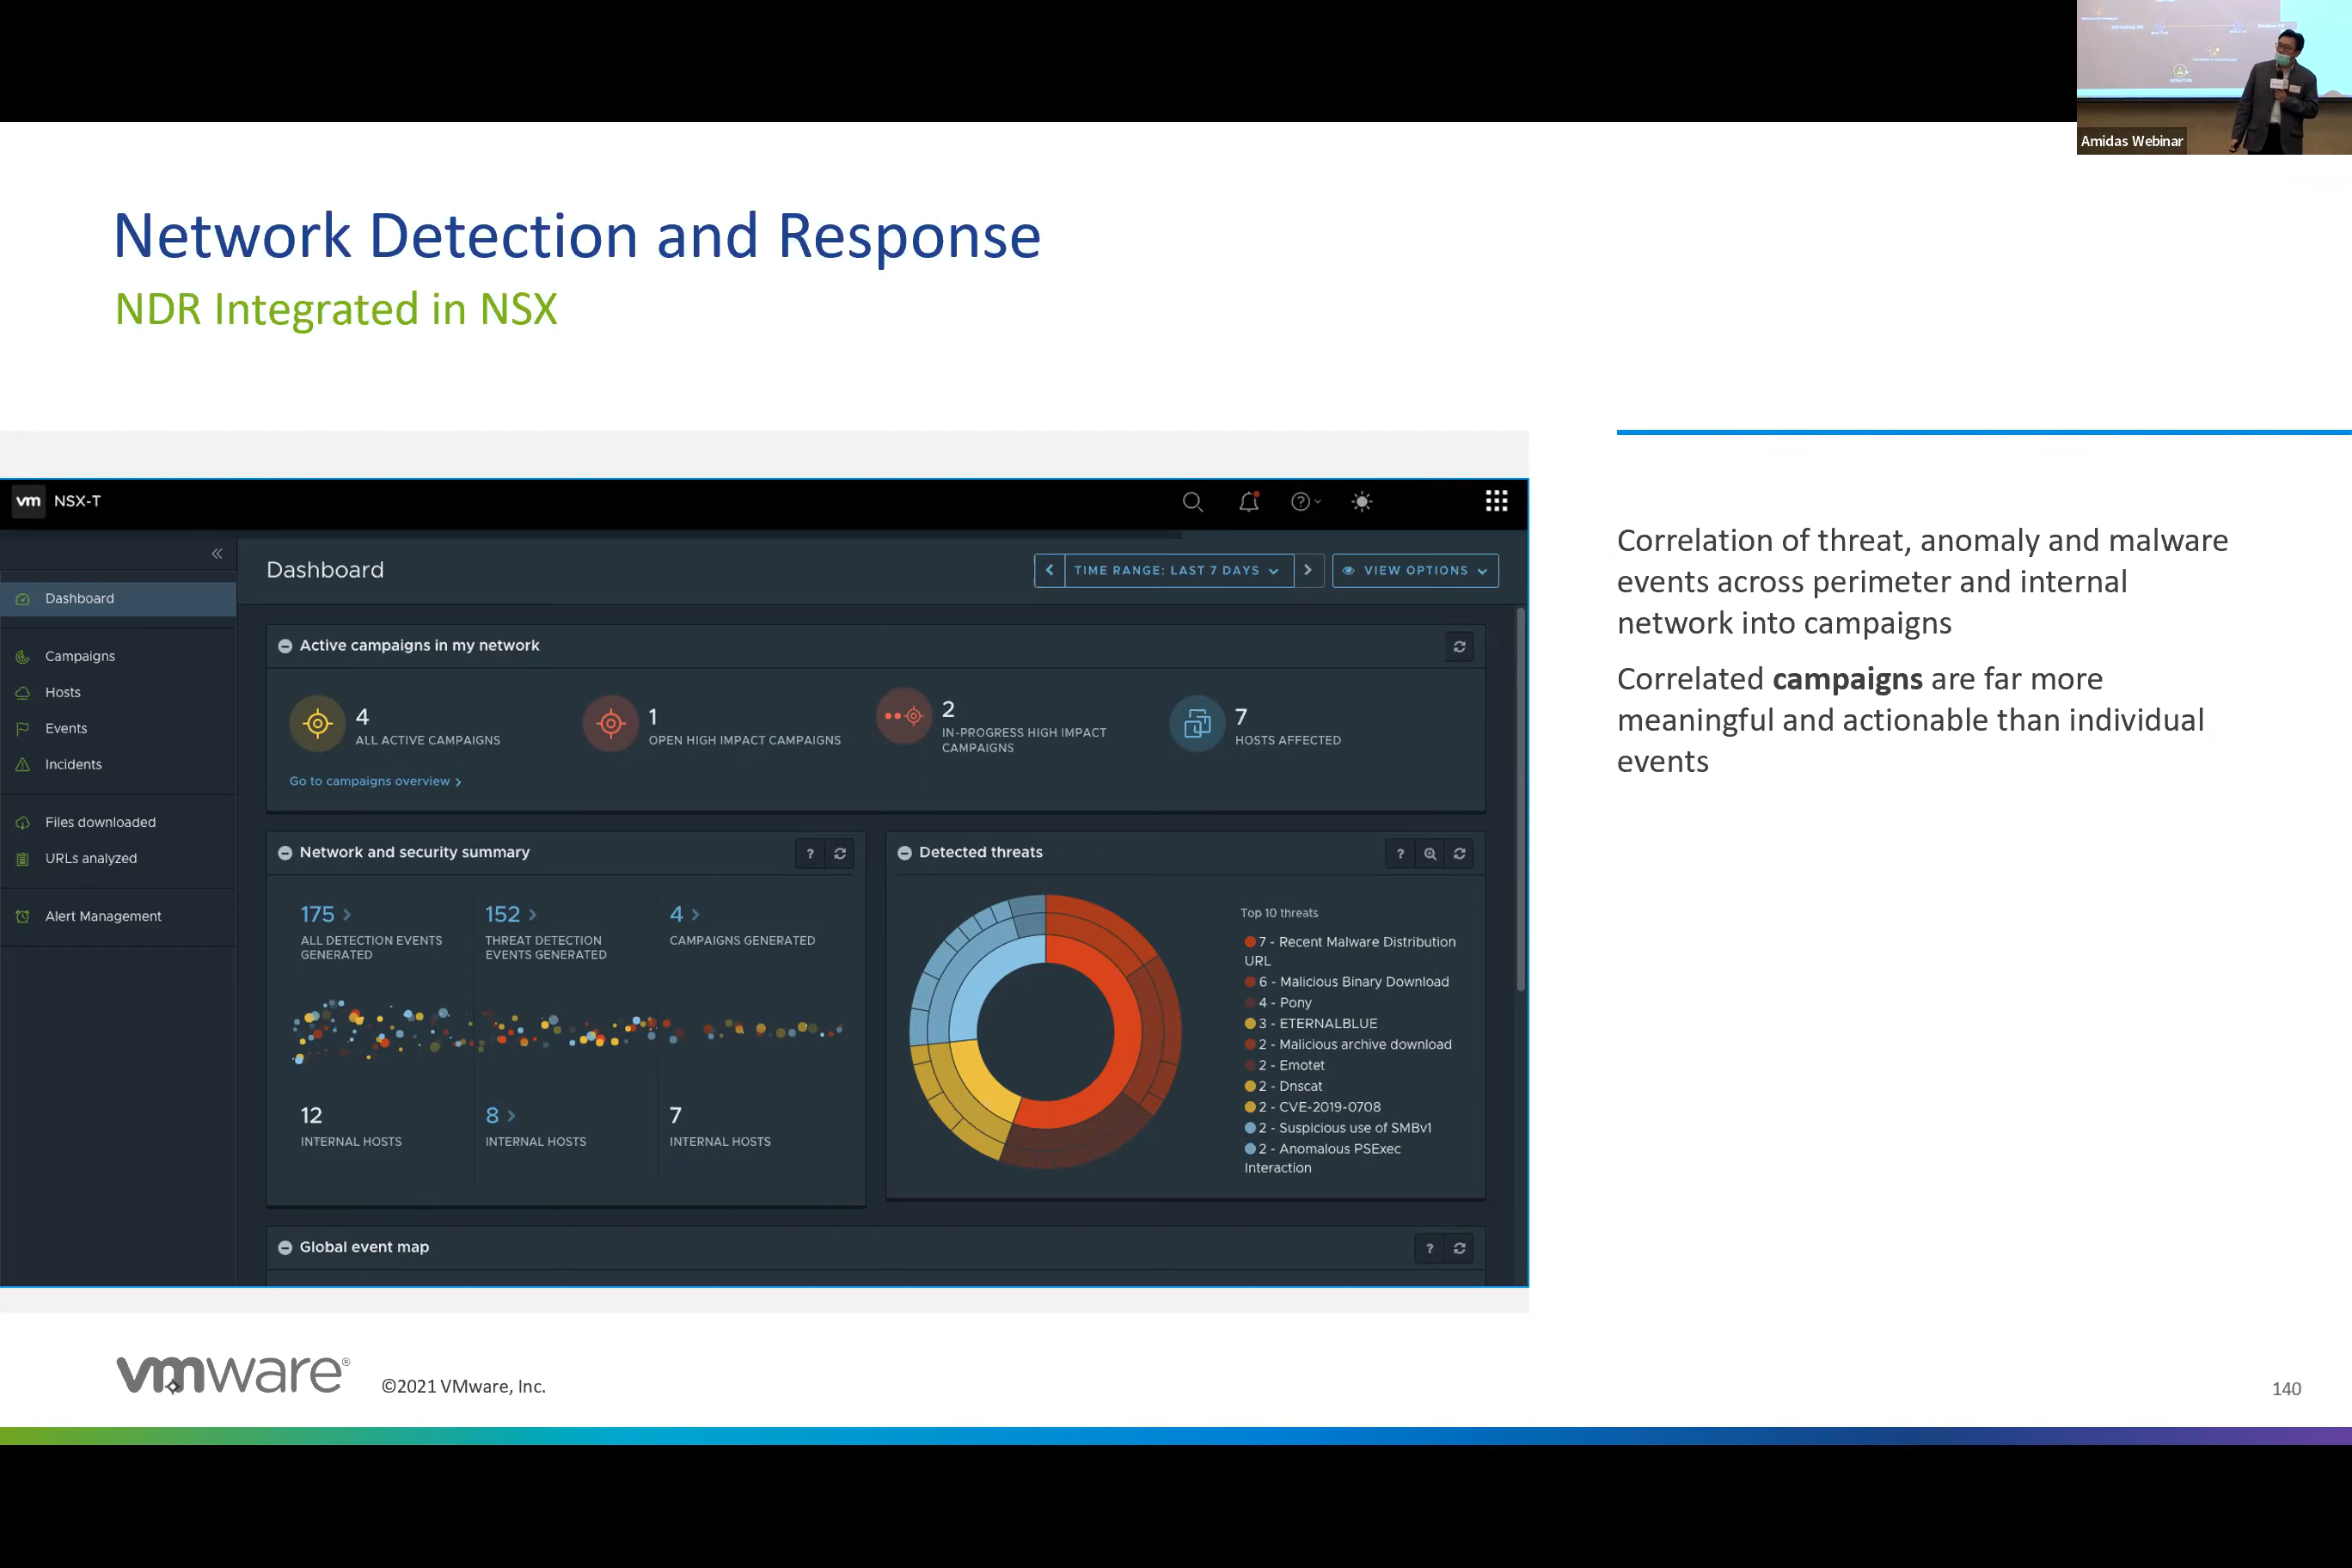 Amidas Webinar
Network Detection and Response
NDR Integrated in NSX
vm NSX-T
Dashboard
Campaigns
Hosts
Events
Incidents
Files downloaded
URLs analyzed
Alert Management
Dashboard
TIME RANGE: LAST 7 DAYS
VIEW OPTIONS
Active campaigns in my network
4
ALL ACTIVE CAMPAIGNS
1
OPEN HIGH IMPACT CAMPAIGNS
2
IN-PROGRESS HIGH IMPACT
CAMPAIGNS
7
HOSTS AFFECTED
Go to campaigns overview >
Network and security summary
?
175 >
ALL DETECTION EVENTS
GENERATED
152 >
THREAT DETECTION
EVENTS GENERATED
4 >
CAMPAIGNS GENERATED
12
INTERNAL HOSTS
8 >
INTERNAL HOSTS
7
INTERNAL HOSTS
Detected threats
?
Top 10 threats
7 - Recent Malware Distribution
URL
6 - Malicious Binary Download
4 - Pony
3 - ETERNALBLUE
2 - Malicious archive download
2 - Emotet
2 - Dnscat
2 - CVE-2019-0708
2 - Suspicious use of SMBv1
2 - Anomalous PSExec
Interaction
Global event map
?
Correlation of threat, anomaly and malware
events across perimeter and internal
network into campaigns
Correlated campaigns are far more
meaningful and actionable than individual
events
vmware®
©2021 VMware, Inc.
140